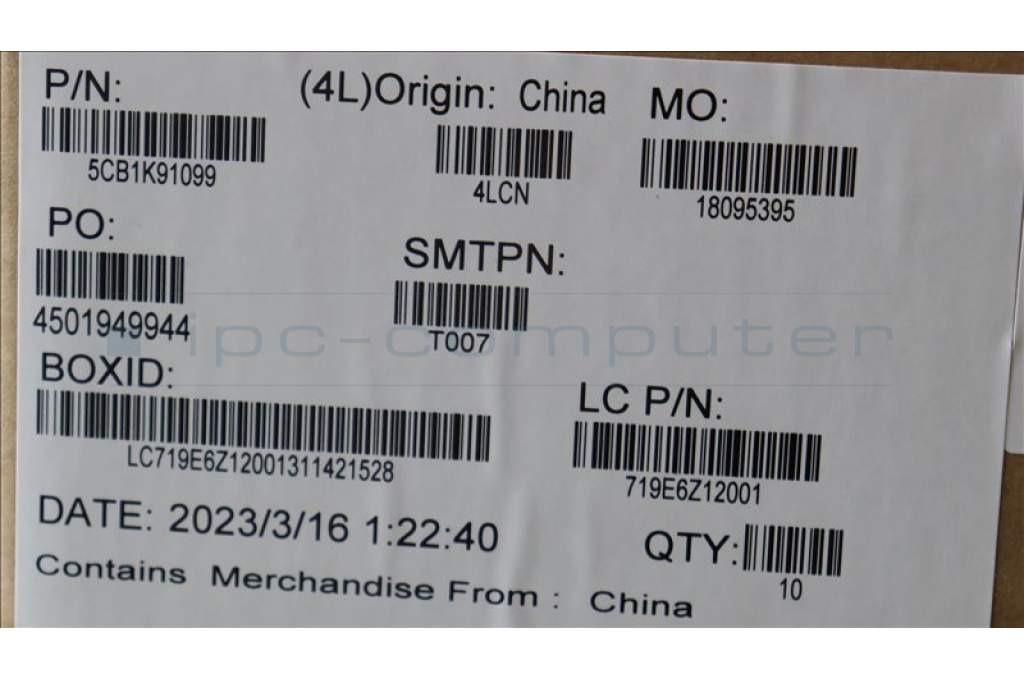 P/N:
(4L)Origin: China
MO:
5CB1K91099
4LCN
18095395
PO:
SMTPN:
4501949944
T007
ipc-computer
BOXID:
LC P/N:
LC719E6Z12001311421528
719E6Z12001
DATE: 2023/3/16 1:22:40
QTY:
10
Contains Merchandise From : China